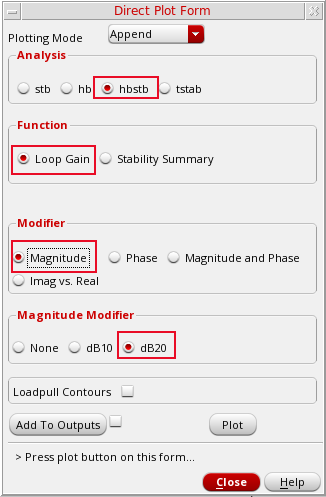 Direct Plot Form
Plotting Mode Append
Analysis
stb hb hbstb tstab
Function
Loop Gain Stability Summary
Modifier
Magnitude Phase Magnitude and Phase
Imag vs. Real
Magnitude Modifier
None dB10 dB20
Loadpull Contours
Add To Outputs Plot
> Press plot button on this form...
Close Help